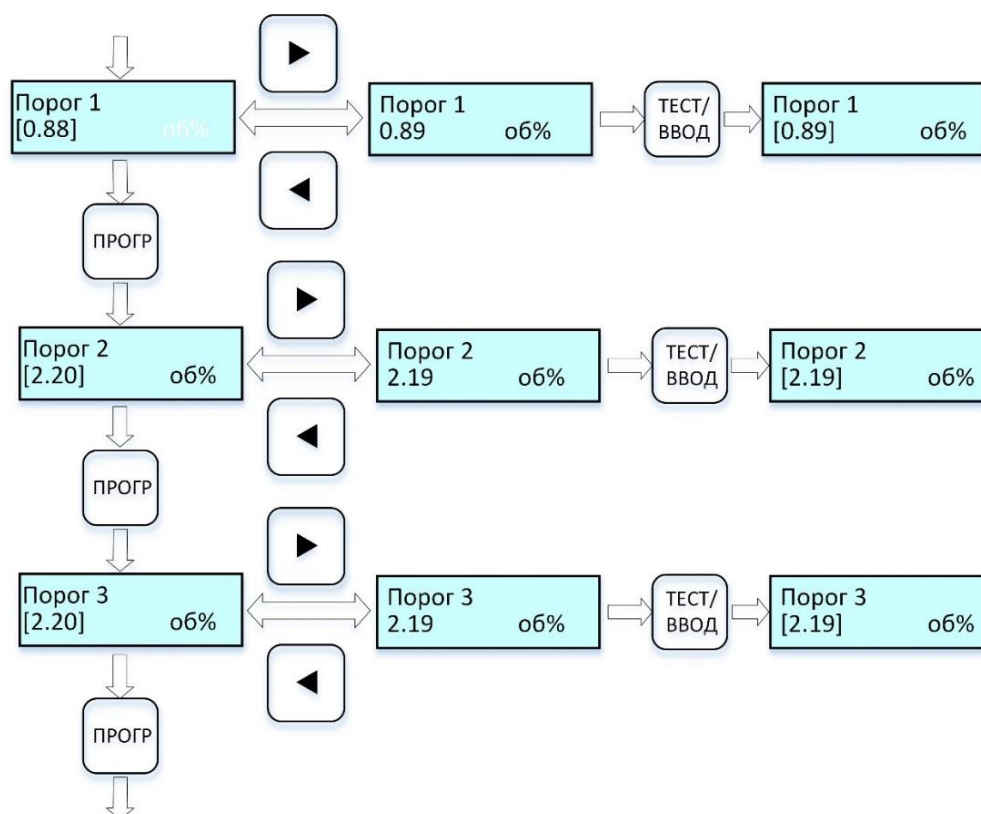 Порог 1
[0.88] об%
Порог 1
0.89 об%
ТЕСТ/
ВВОД
Порог 1
[0.89] об%
ПРОГР
Порог 2
[2.20] об%
Порог 2
2.19 об%
ТЕСТ/
ВВОД
Порог 2
[2.19] об%
ПРОГР
Порог 3
[2.20] об%
Порог 3
2.19 об%
ТЕСТ/
ВВОД
Порог 3
[2.19] об%
ПРОГР